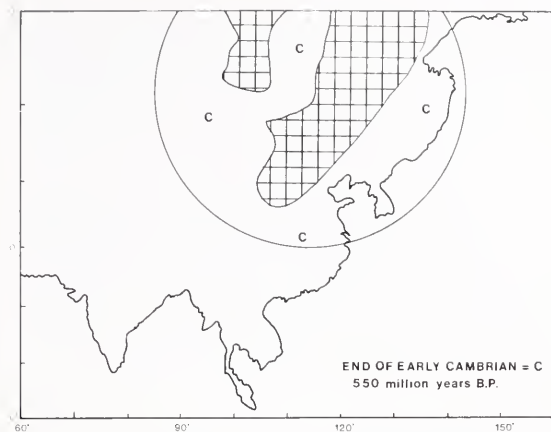 C
C
C
C
END OF EARLY CAMBRIAN = C
550 million years B.P.
60° 90° 120° 150°